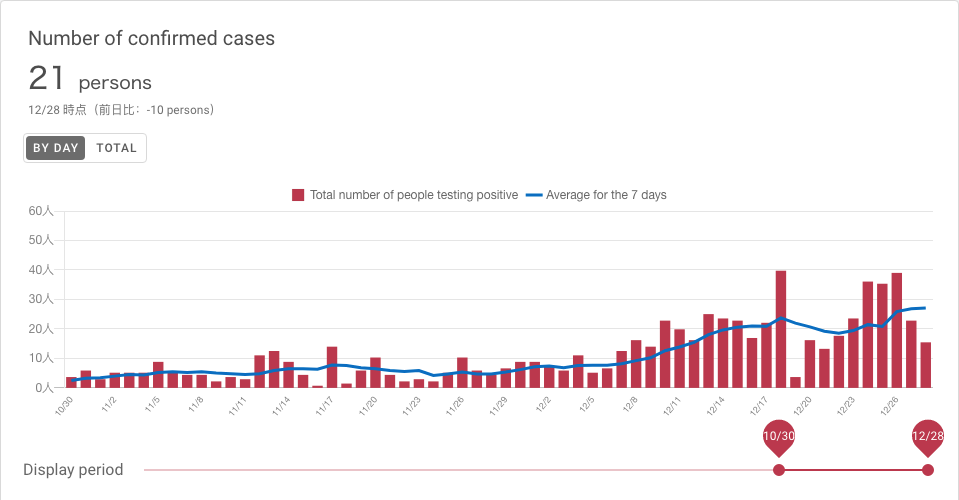 Number of confirmed cases
21 persons
12/28 時点（前日比：-10 persons）
BY DAY TOTAL
Total number of people testing positive Average for the 7 days
60人
50人
40人
30人
20人
10人
0人
10/30 11/2 11/5 11/8 11/11 11/14 11/17 11/20 11/23 11/26 11/29 12/2 12/5 12/8 12/11 12/14 12/17 12/20 12/23 12/26
10/30 12/28
Display period